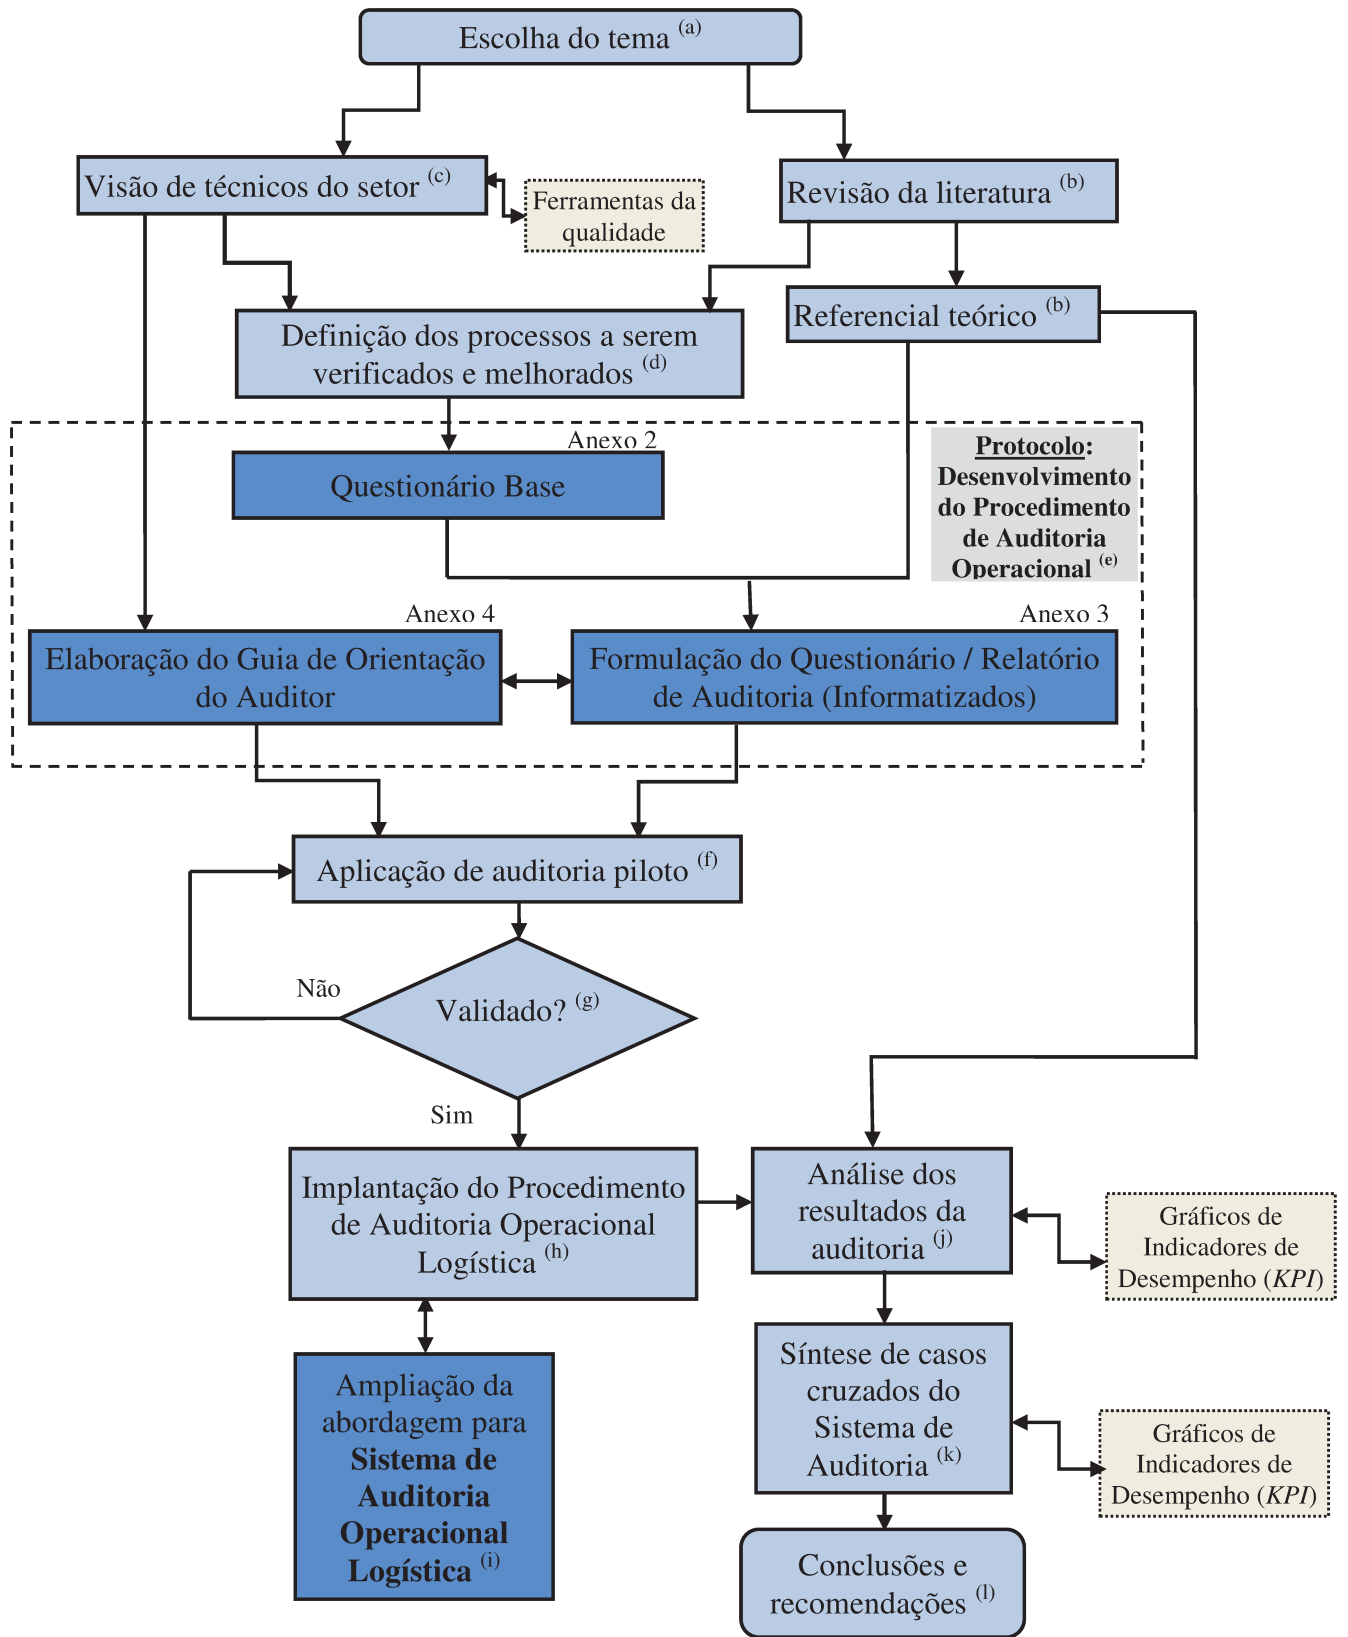 Escolha do tema (a)
Visão de técnicos do setor (c)
Ferramentas da
qualidade
Revisão da literatura (b)
Referencial teórico (b)
Definição dos processos a serem
verificados e melhorados (d)
Anexo 2
Questionário Base
Protocolo:
Desenvolvimento
do Procedimento
de Auditoria
Operacional (e)
Anexo 4
Elaboração do Guia de Orientação
do Auditor
Anexo 3
Formulação do Questionário / Relatório
de Auditoria (Informatizados)
Aplicação de auditoria piloto (f)
Não
Validado? (g)
Sim
Implantação do Procedimento
de Auditoria Operacional
Logística (h)
Análise dos
resultados da
auditoria (j)
Gráficos de
Indicadores de
Desempenho (KPI)
Ampliação da
abordagem para
Sistema de
Auditoria
Operacional
Logística (i)
Síntese de casos
cruzados do
Sistema de
Auditoria (k)
Gráficos de
Indicadores de
Desempenho (KPI)
Conclusões e
recomendações (l)